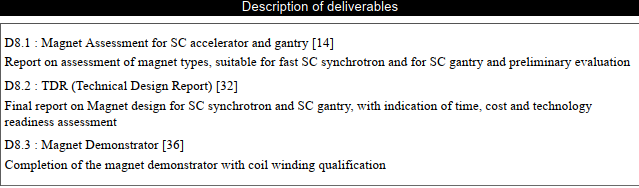 Description of deliverables
D8.1 : Magnet Assessment for SC accelerator and gantry [14]
Report on assessment of magnet types, suitable for fast SC synchrotron and for SC gantry and preliminary evaluation
D8.2 : TDR (Technical Design Report) [32]
Final report on Magnet design for SC synchrotron and SC gantry, with indication of time, cost and technology
readiness assessment
D8.3 : Magnet Demonstrator [36]
Completion of the magnet demonstrator with coil winding qualification